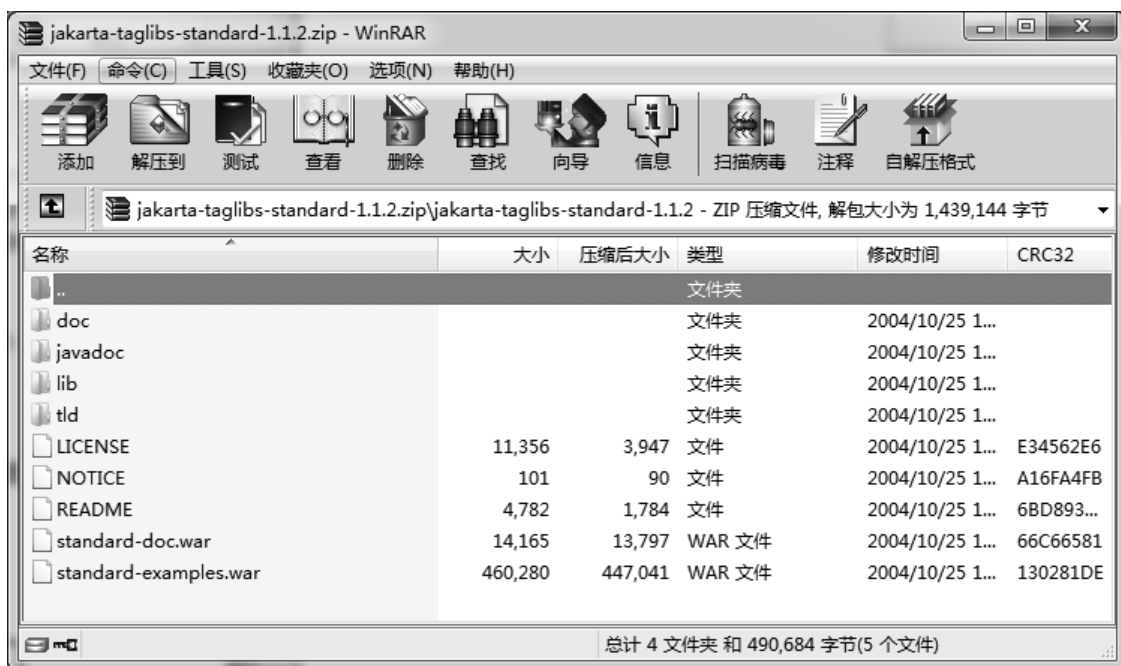 jakarta-taglibs-standard-1.1.2.zip - WinRAR
文件(F) 命令(C) 工具(S) 收藏夹(O) 选项(N) 帮助(H)
添加 解压到 测试 查看 删除 查找 向导 信息 扫描病毒 注释 自解压格式
jakarta-taglibs-standard-1.1.2.zip\jakarta-taglibs-standard-1.1.2 - ZIP 压缩文件, 解包大小为 1,439,144 字节
名称 大小 压缩后大小 类型 修改时间 CRC32
.. 文件夹
doc 文件夹 2004/10/25 1...
javadoc 文件夹 2004/10/25 1...
lib 文件夹 2004/10/25 1...
tld 文件夹 2004/10/25 1...
LICENSE 11,356 3,947 文件 2004/10/25 1... E34562E6
NOTICE 101 90 文件 2004/10/25 1... A16FA4FB
README 4,782 1,784 文件 2004/10/25 1... 6BD893...
standard-doc.war 14,165 13,797 WAR 文件 2004/10/25 1... 66C66581
standard-examples.war 460,280 447,041 WAR 文件 2004/10/25 1... 130281DE
总计 4 文件夹 和 490,684 字节(5 个文件)